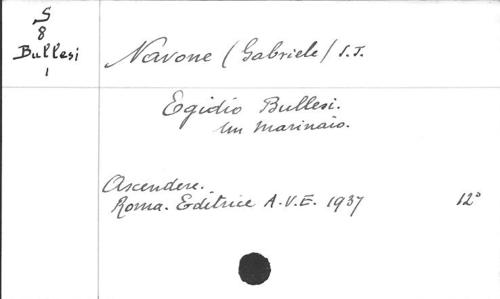 S
8
Bullesi
1
Navone (Gabriele) S.J.
Egidio Bullesi.
Un marinaio.
Ascendere.
Roma. Editrice A.V.E. 1937 12°